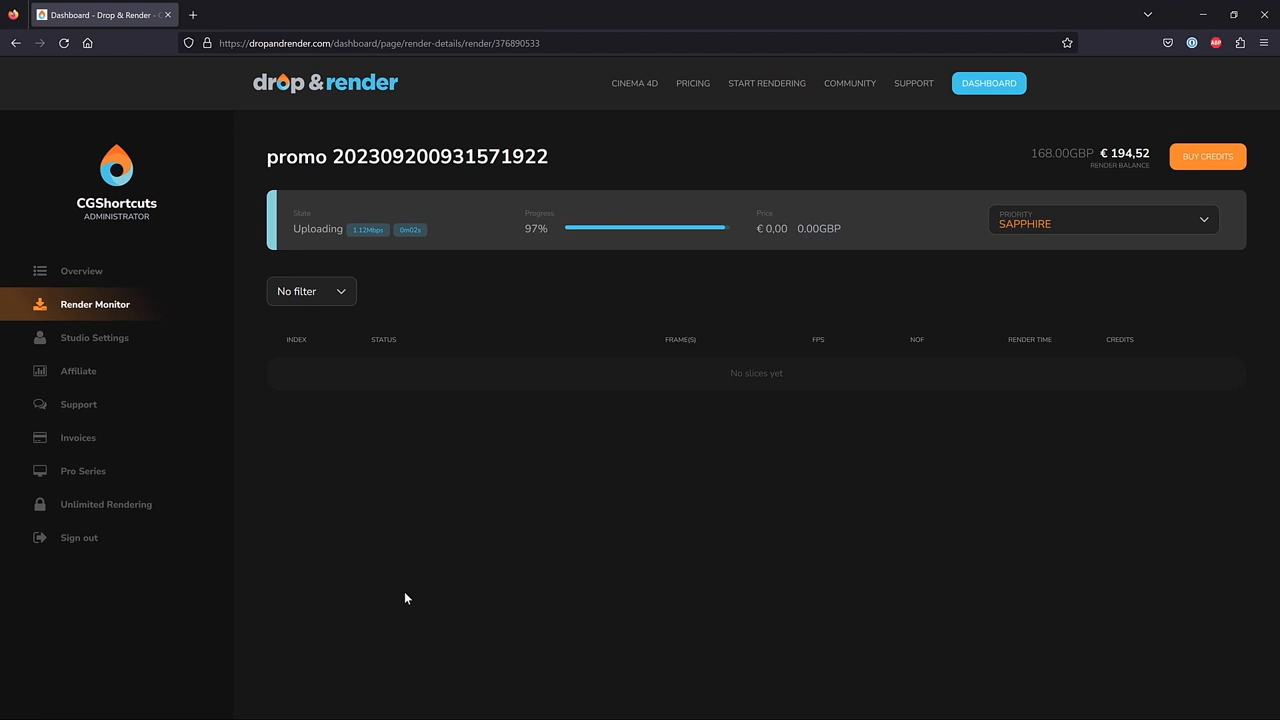 Dashboard - Drop & Render - C
https://dropandrender.com/dashboard/page/render-details/render/376890533
ABP
drop & render
CINEMA 4D
PRICING
START RENDERING
COMMUNITY
SUPPORT
DASHBOARD
CGShortcuts
ADMINISTRATOR
Overview
Render Monitor
Studio Settings
Affiliate
Support
Invoices
Pro Series
Unlimited Rendering
Sign out
promo 202309200931571922
168.00GBP € 194,52
RENDER BALANCE
BUY CREDITS
State
Uploading 1.12Mbps 0m02s
Progress
97%
Price
€ 0,00 0.00GBP
PRIORITY
SAPPHIRE
No filter
INDEX STATUS FRAME(S) FPS NOF RENDER TIME CREDITS
No slices yet